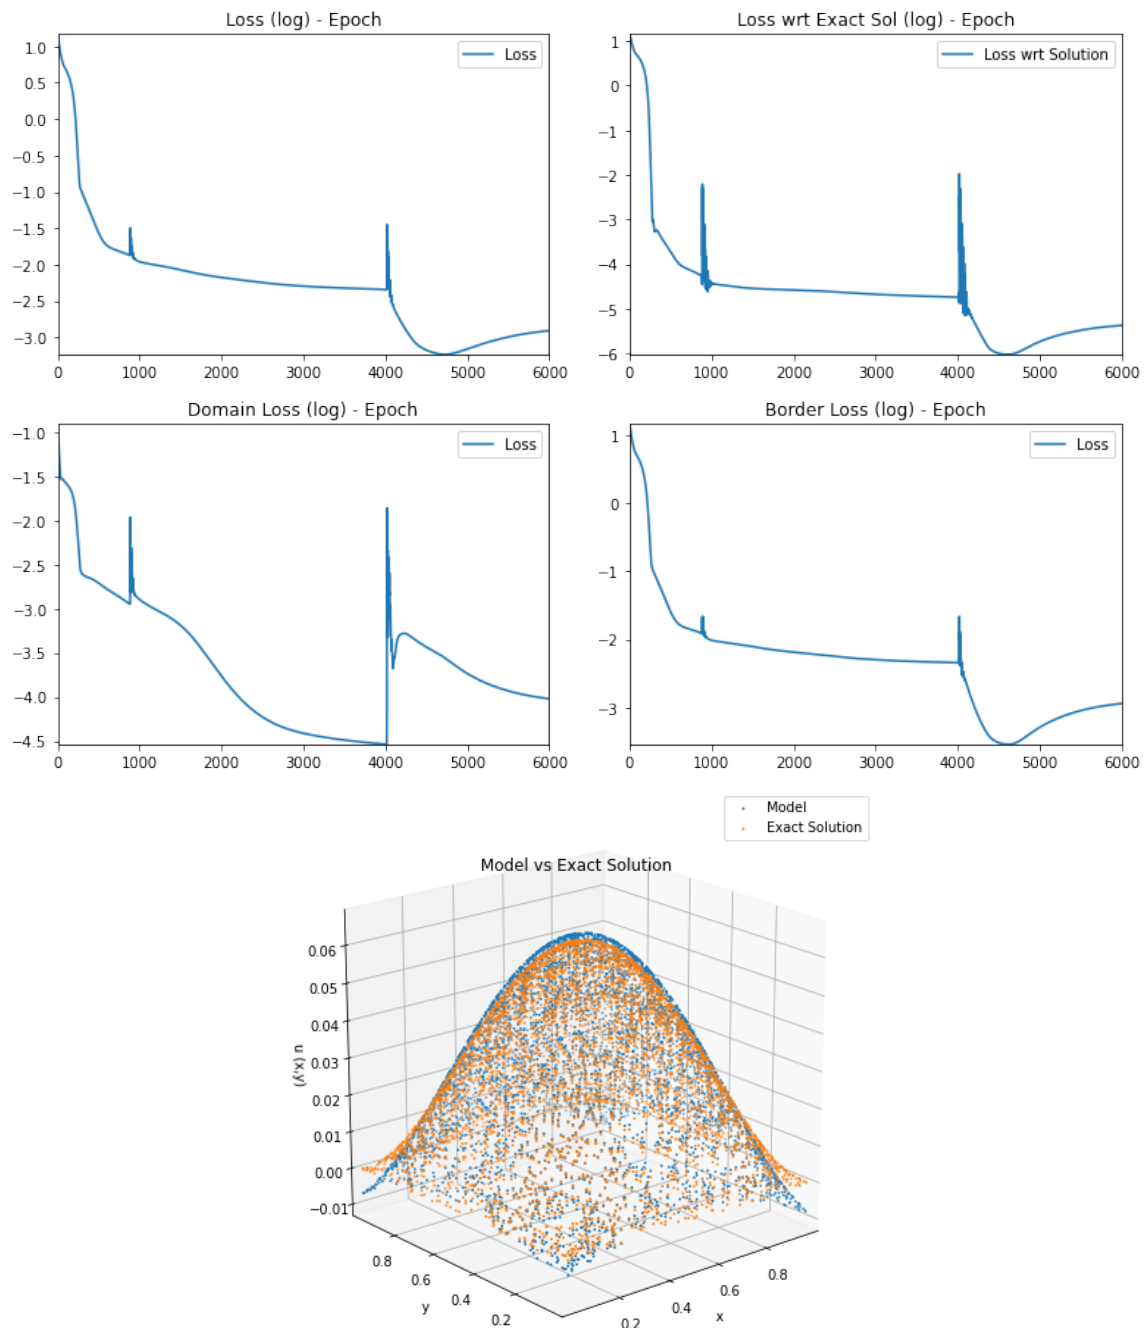 Loss (log) - Epoch
1.0
0.5
0.0
−0.5
−1.0
−1.5
−2.0
−2.5
−3.0
Loss
0 1000 2000 3000 4000 5000 6000
Loss wrt Exact Sol (log) - Epoch
1
0
−1
−2
−3
−4
−5
−6
Loss wrt Solution
0 1000 2000 3000 4000 5000 6000
Domain Loss (log) - Epoch
−1.0
−1.5
−2.0
−2.5
−3.0
−3.5
−4.0
−4.5
Loss
0 1000 2000 3000 4000 5000 6000
Border Loss (log) - Epoch
1
0
−1
−2
−3
Loss
0 1000 2000 3000 4000 5000 6000
Model
Exact Solution
Model vs Exact Solution
0.06
0.05
0.04
0.03
0.02
0.01
0.00
−0.01
u (x,y)
0.8
0.6
0.4
0.2
y
0.2
0.4
0.6
0.8
x